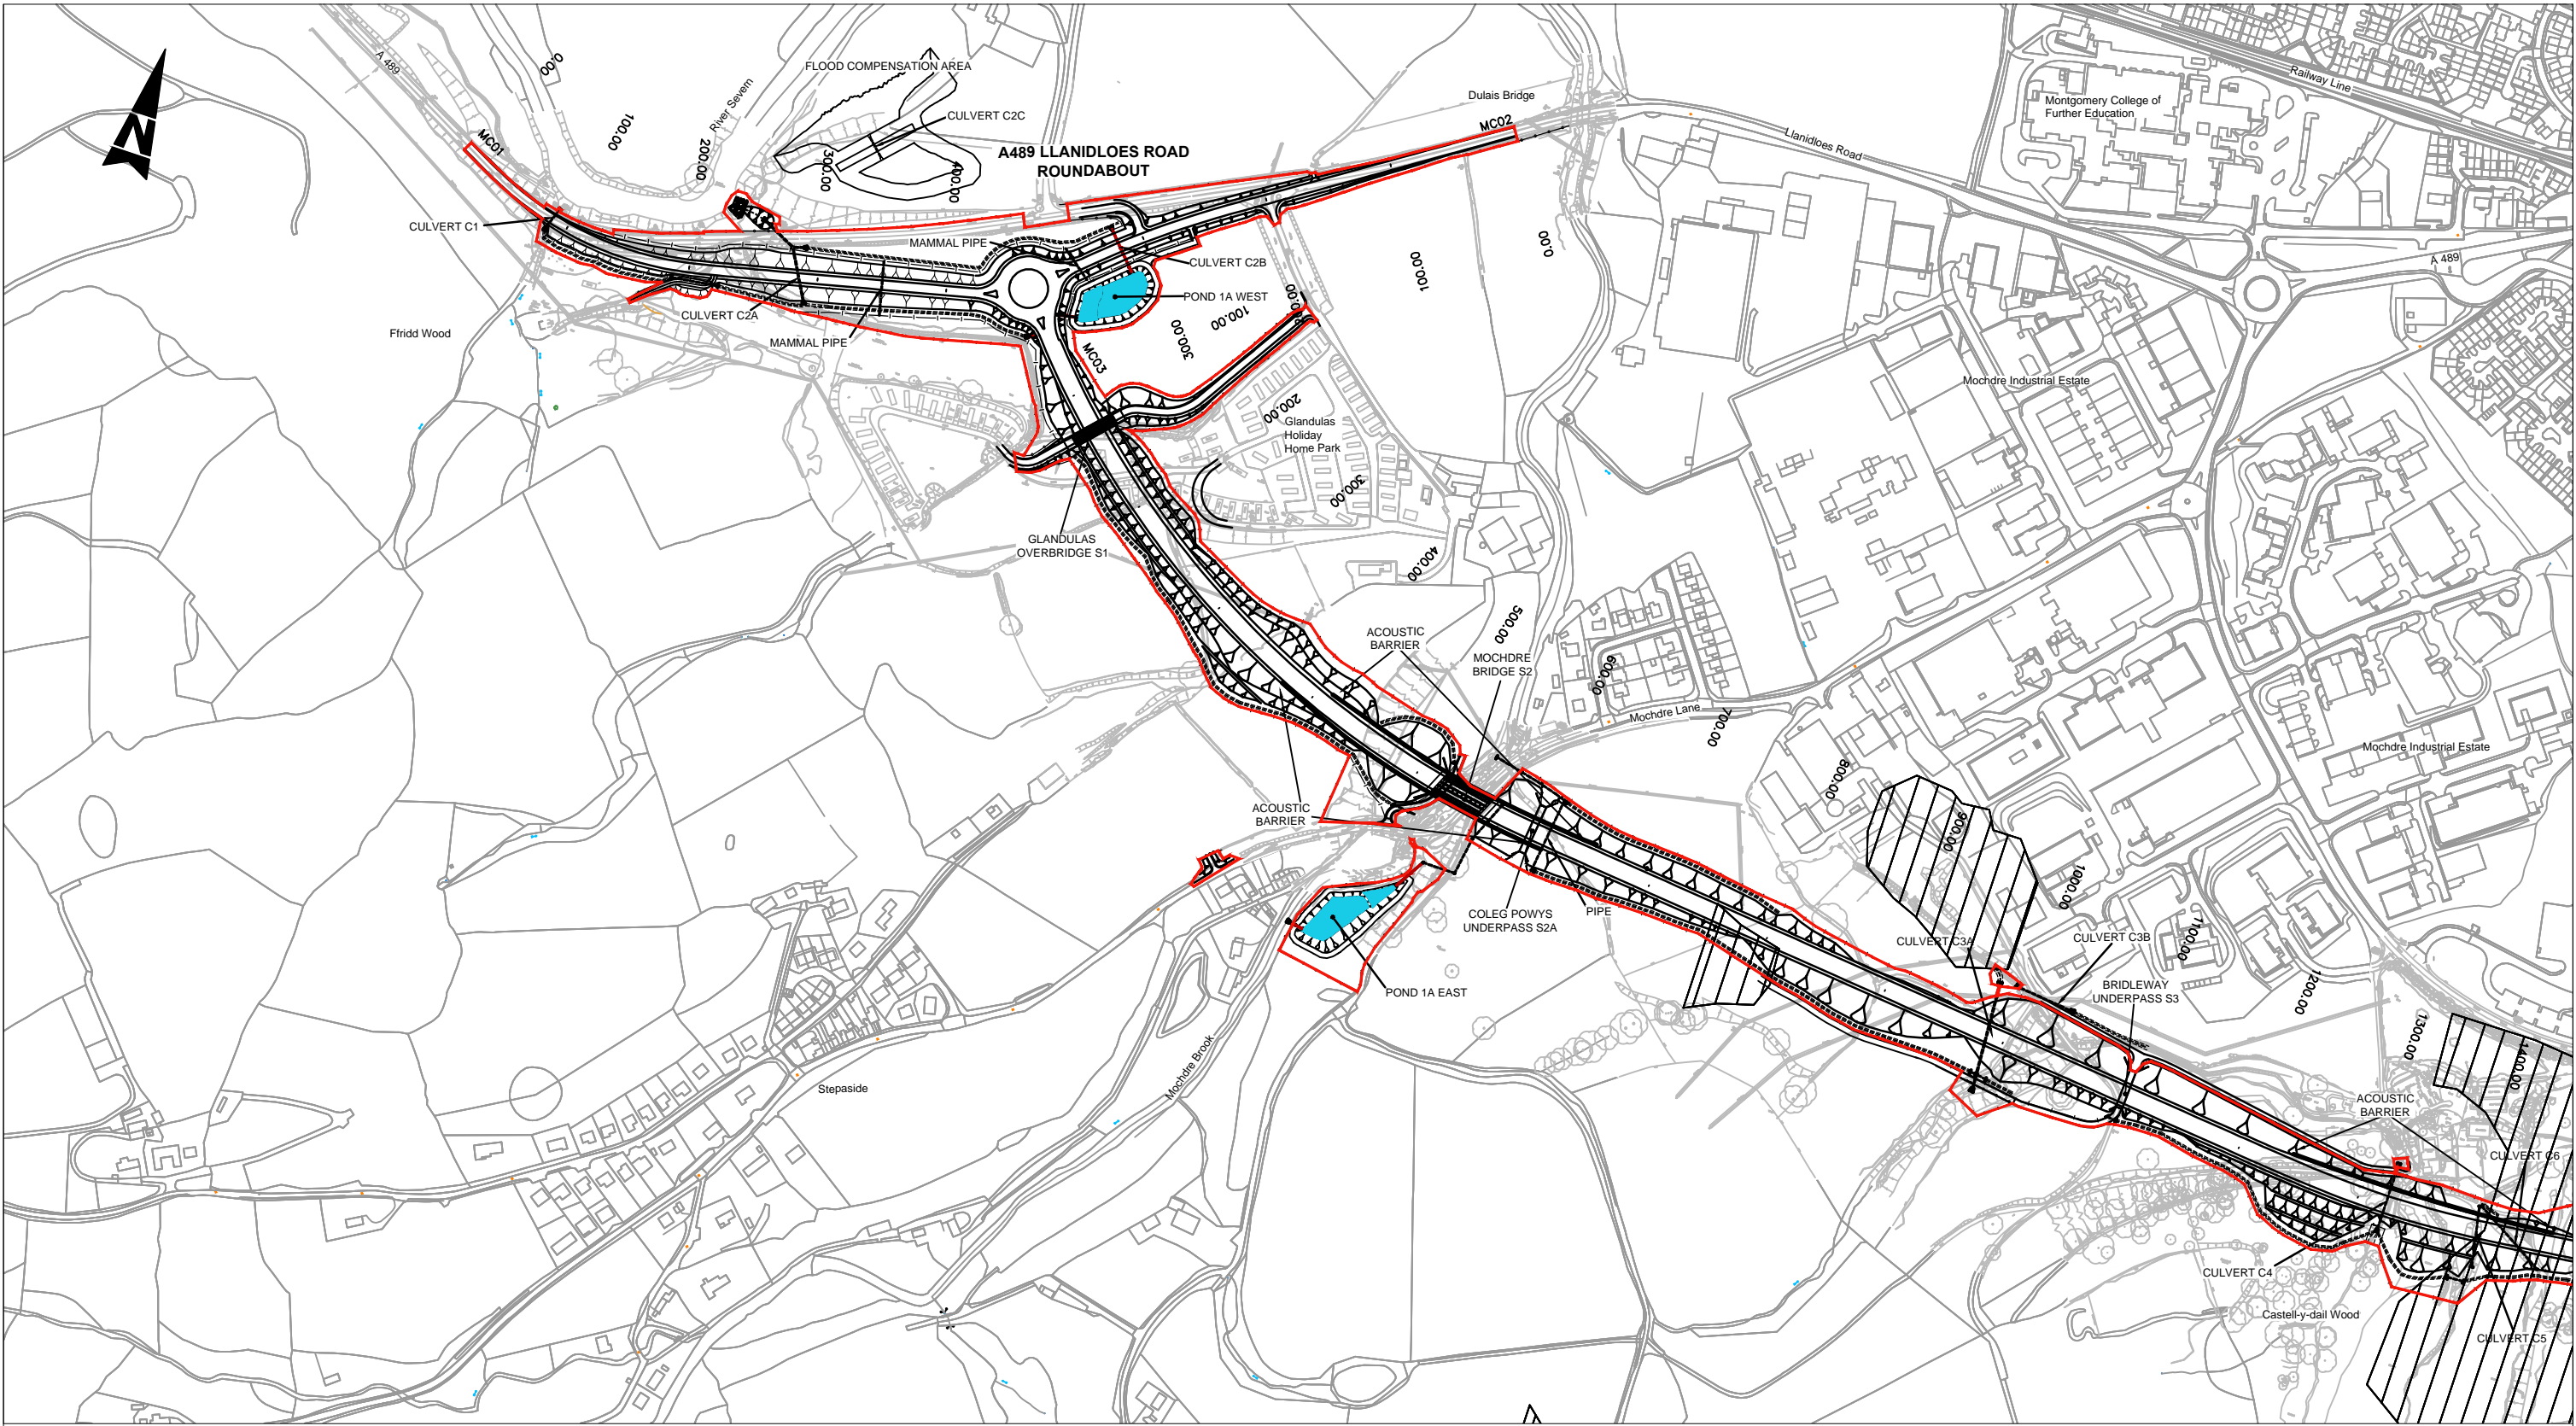 A 489
0.00
100.00
River Severn
200.00
FLOOD COMPENSATION AREA
300.00
CULVERT C2C
400.00
A489 LLANIDLOES ROAD
ROUNDABOUT
Dulais Bridge
MC02
Llanidloes Road
Montgomery College of
Further Education
Railway Line
N
MC01
CULVERT C1
MAMMAL PIPE
CULVERT C2B
POND 1A WEST
CULVERT C2A
MAMMAL PIPE
Ffridd Wood
MC03
300.00
100.00
0.00
100.00
0.00
A 489
Mochdre Industrial Estate
200.00
Glandulas
Holiday
Home Park
300.00
400.00
GLANDULAS
OVERBRIDGE S1
500.00
ACOUSTIC
BARRIER
MOCHDRE
BRIDGE S2
600.00
Mochdre Lane
700.00
Mochdre Industrial Estate
800.00
ACOUSTIC
BARRIER
900.00
1000.00
COLEG POWYS
UNDERPASS S2A
PIPE
CULVERT C3A
CULVERT C3B
1100.00
POND 1A EAST
BRIDLEWAY
UNDERPASS S3
1200.00
1300.00
1400.00
Stepaside
Mochdre Brook
ACOUSTIC
BARRIER
CULVERT C6
CULVERT C4
Castell-y-dail Wood
CULVERT C5